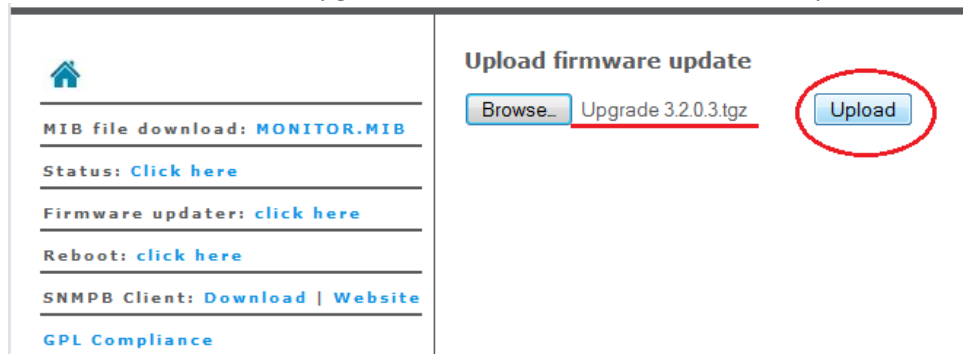 Upload firmware update
Browse_ Upgrade 3.2.0.3.tgz Upload
MIB file download: MONITOR.MIB
Status: Click here
Firmware updater: click here
Reboot: click here
SNMPB Client: Download | Website
GPL Compliance